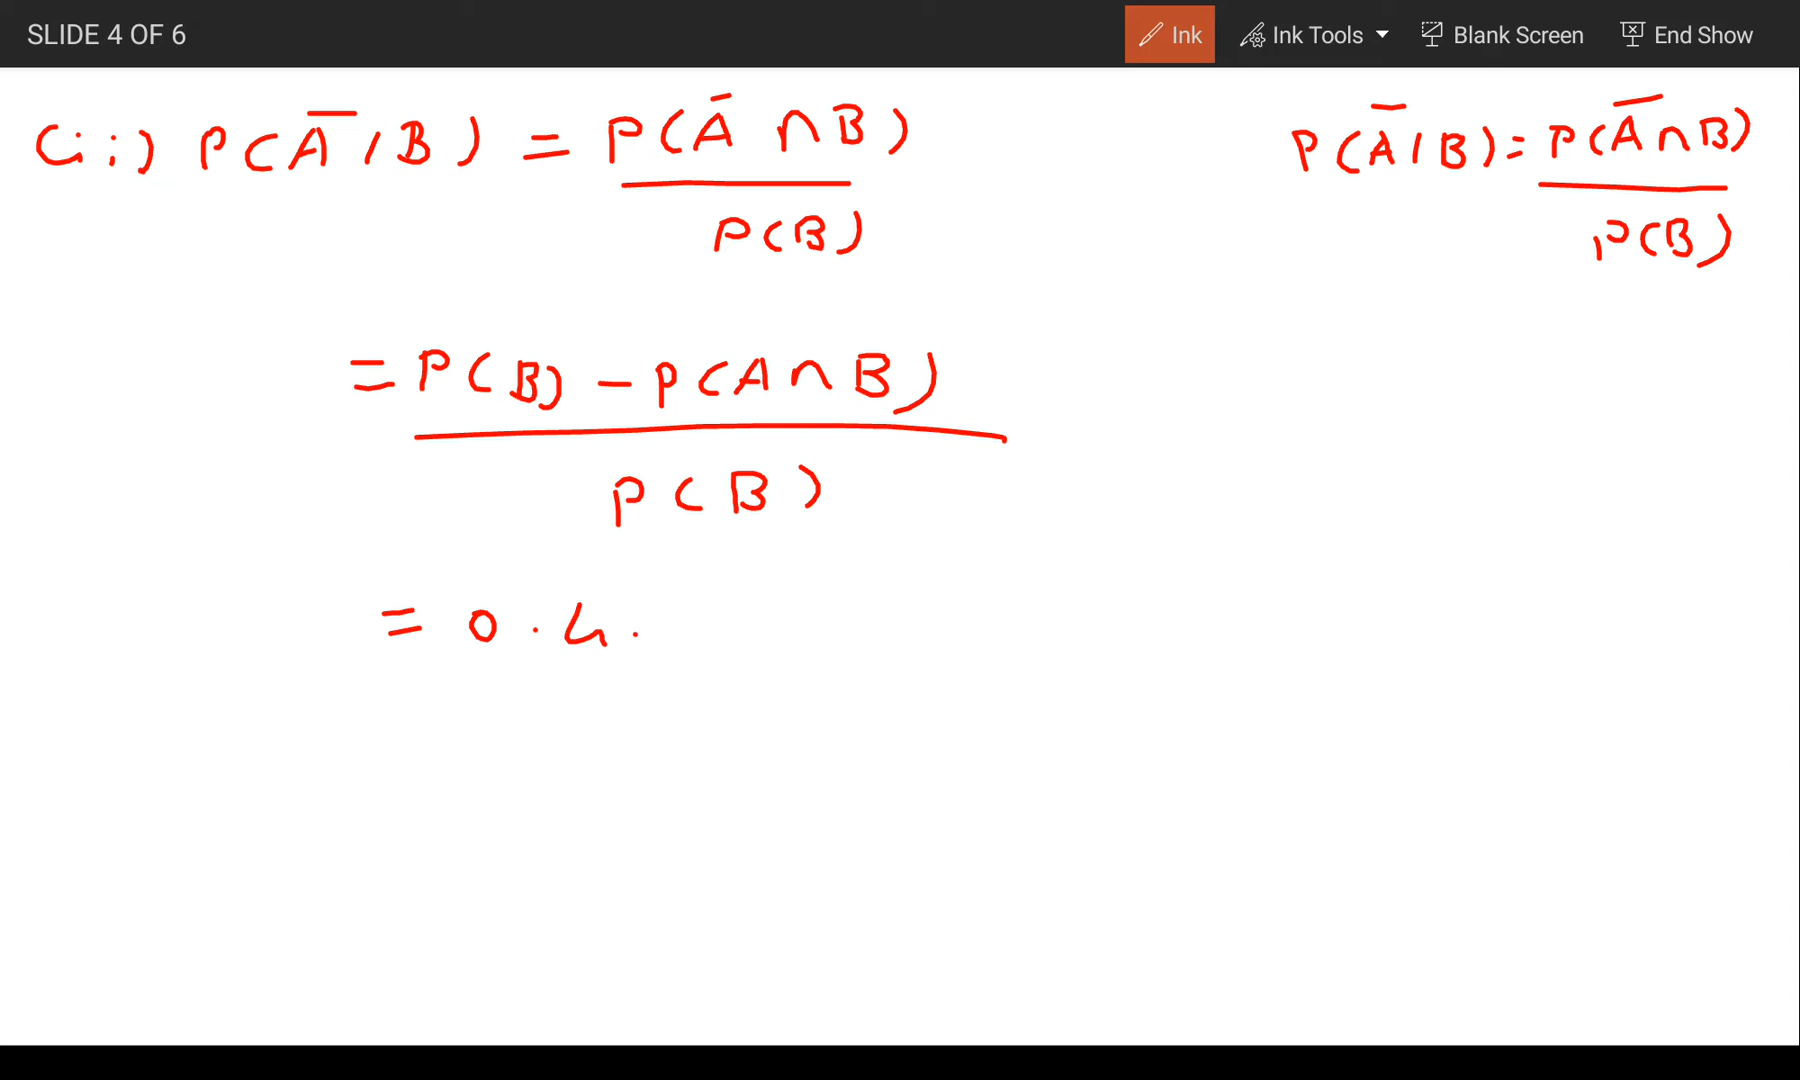 SLIDE 4 OF 6 Ink Ink Tools Blank Screen End Show
(ii) P(A̅/B) = P(A̅∩B)
P(B)
P(A̅/B) = P(A̅∩B)
P(B)
= P(B) - P(A∩B)
P(B)
= 0.4.